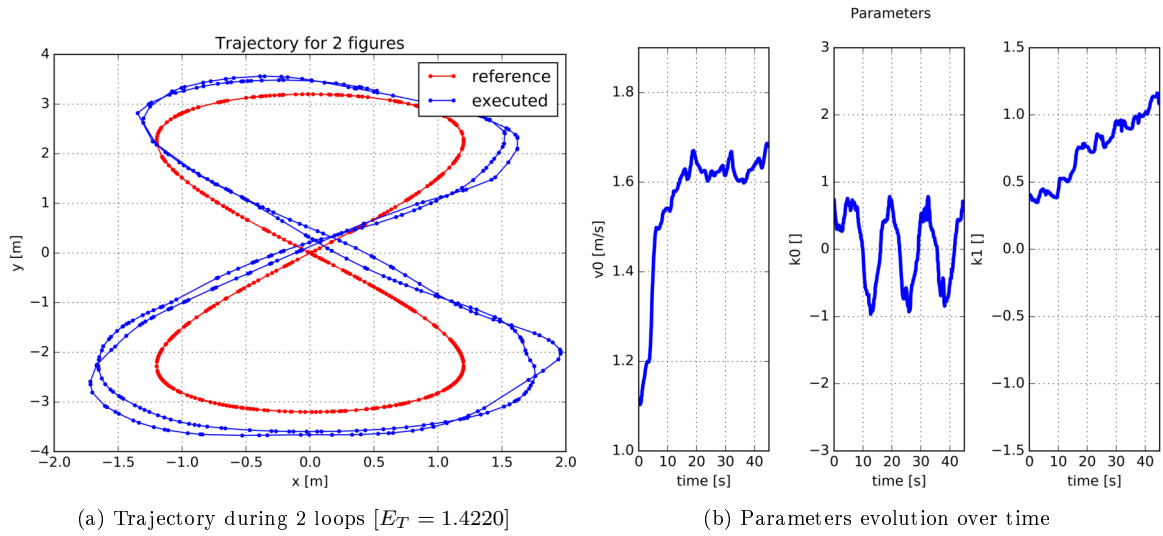 Trajectory for 2 figures
reference
executed
4
3
2
1
0
−1
−2
−3
−4
y [m]
−2.0 −1.5 −1.0 −0.5 0.0 0.5 1.0 1.5 2.0
x [m]
(a) Trajectory during 2 loops [E_T = 1.4220]
Parameters
1.8
1.6
1.4
1.2
1.0
v0 [m/s]
0 10 20 30 40
time [s]
3
2
1
0
−1
−2
−3
k0 []
0 10 20 30 40
time [s]
1.5
1.0
0.5
0.0
−0.5
−1.0
−1.5
k1 []
0 10 20 30 40
time [s]
(b) Parameters evolution over time